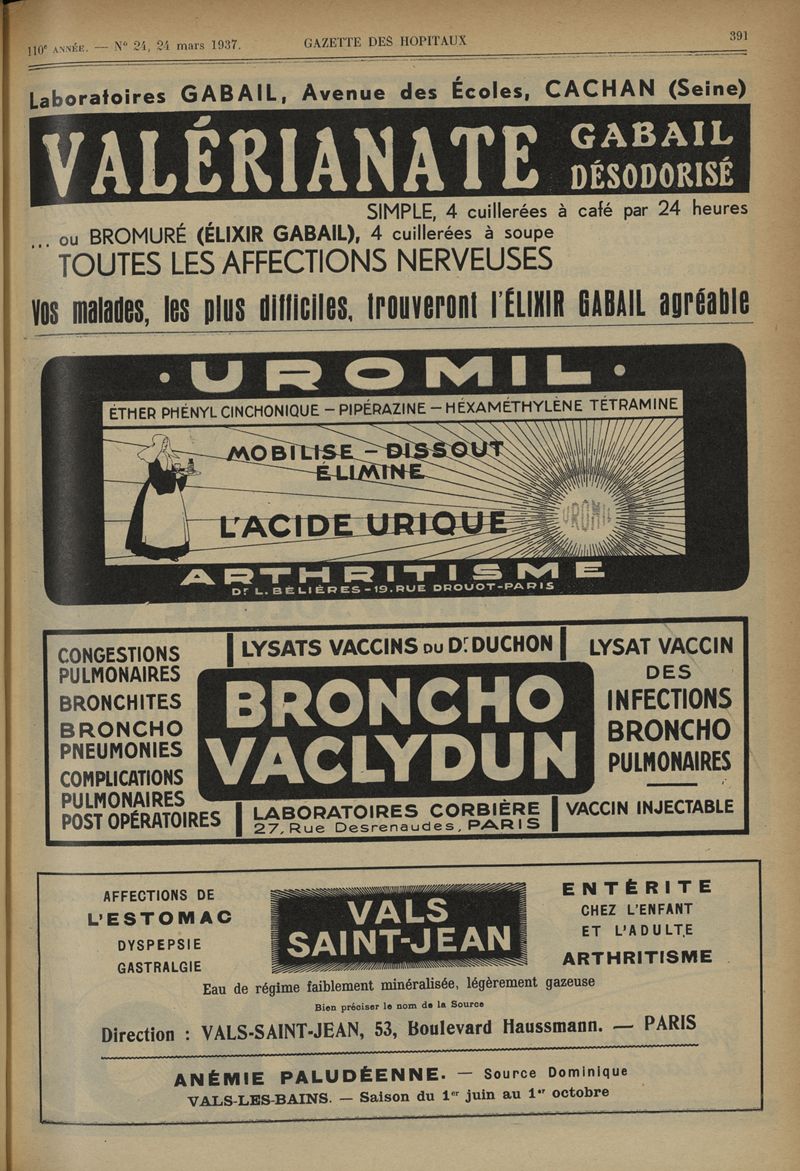 110e ANNÉE. — N° 24, 24 mars 1937. GAZETTE DES HOPITAUX 391
Laboratoires GABAIL, Avenue des Écoles, CACHAN (Seine)
VALÉRIANATE GABAIL DÉSODORISÉ
SIMPLE, 4 cuillerées à café par 24 heures
... ou BROMURÉ (ÉLIXIR GABAIL), 4 cuillerées à soupe
TOUTES LES AFFECTIONS NERVEUSES
Vos malades, les plus difficiles, trouveront l'ÉLIXIR GABAIL agréable
· UROMIL ·
ÉTHER PHÉNYL CINCHONIQUE – PIPÉRAZINE – HÉXAMÉTHYLÈNE TÉTRAMINE
MOBILISE – DISSOUT
ÉLIMINE
L'ACIDE URIQUE
UROMIL
ARTHRITISME
Dr L. BÉLIÈRES - 19. RUE DROUOT - PARIS
CONGESTIONS
PULMONAIRES
BRONCHITES
BRONCHO
PNEUMONIES
COMPLICATIONS
PULMONAIRES
POST OPÉRATOIRES
LYSATS VACCINS DU Dr. DUCHON
BRONCHO
VACLYDUN
LABORATOIRES CORBIÈRE
27, Rue Desrenaudes, PARIS
LYSAT VACCIN
DES
INFECTIONS
BRONCHO
PULMONAIRES
VACCIN INJECTABLE
AFFECTIONS DE
L'ESTOMAC
DYSPEPSIE
GASTRALGIE
VALS
SAINT-JEAN
ENTÉRITE
CHEZ L'ENFANT
ET L'ADULTE
ARTHRITISME
Eau de régime faiblement minéralisée, légèrement gazeuse
Bien préciser le nom de la Source
Direction : VALS-SAINT-JEAN, 53, Boulevard Haussmann. — PARIS
ANÉMIE PALUDÉENNE. — Source Dominique
VALS-LES-BAINS. — Saison du 1er juin au 1er octobre